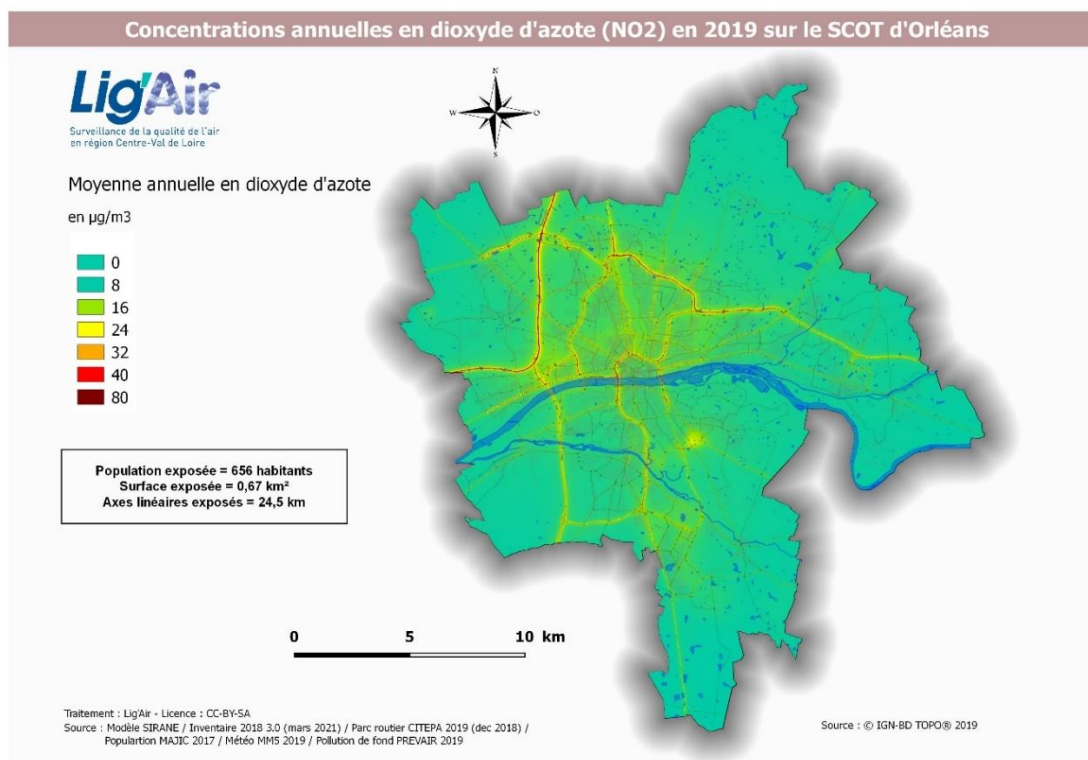 Concentrations annuelles en dioxyde d'azote (NO2) en 2019 sur le SCOT d'Orléans
Lig'Air
Surveillance de la qualité de l'air
en région Centre-Val de Loire
N
W
O
S
Moyenne annuelle en dioxyde d'azote
en µg/m3
0
8
16
24
32
40
80
Population exposée = 656 habitants
Surface exposée = 0,67 km²
Axes linéaires exposés = 24,5 km
0 5 10 km
Traitement : Lig'Air - Licence : CC-BY-SA
Source : Modèle SIRANE / Inventaire 2018 3.0 (mars 2021) / Parc routier CITEPA 2019 (dec 2018) /
Populartion MAJIC 2017 / Météo MM5 2019 / Pollution de fond PREVAIR 2019
Source : © IGN-BD TOPO® 2019